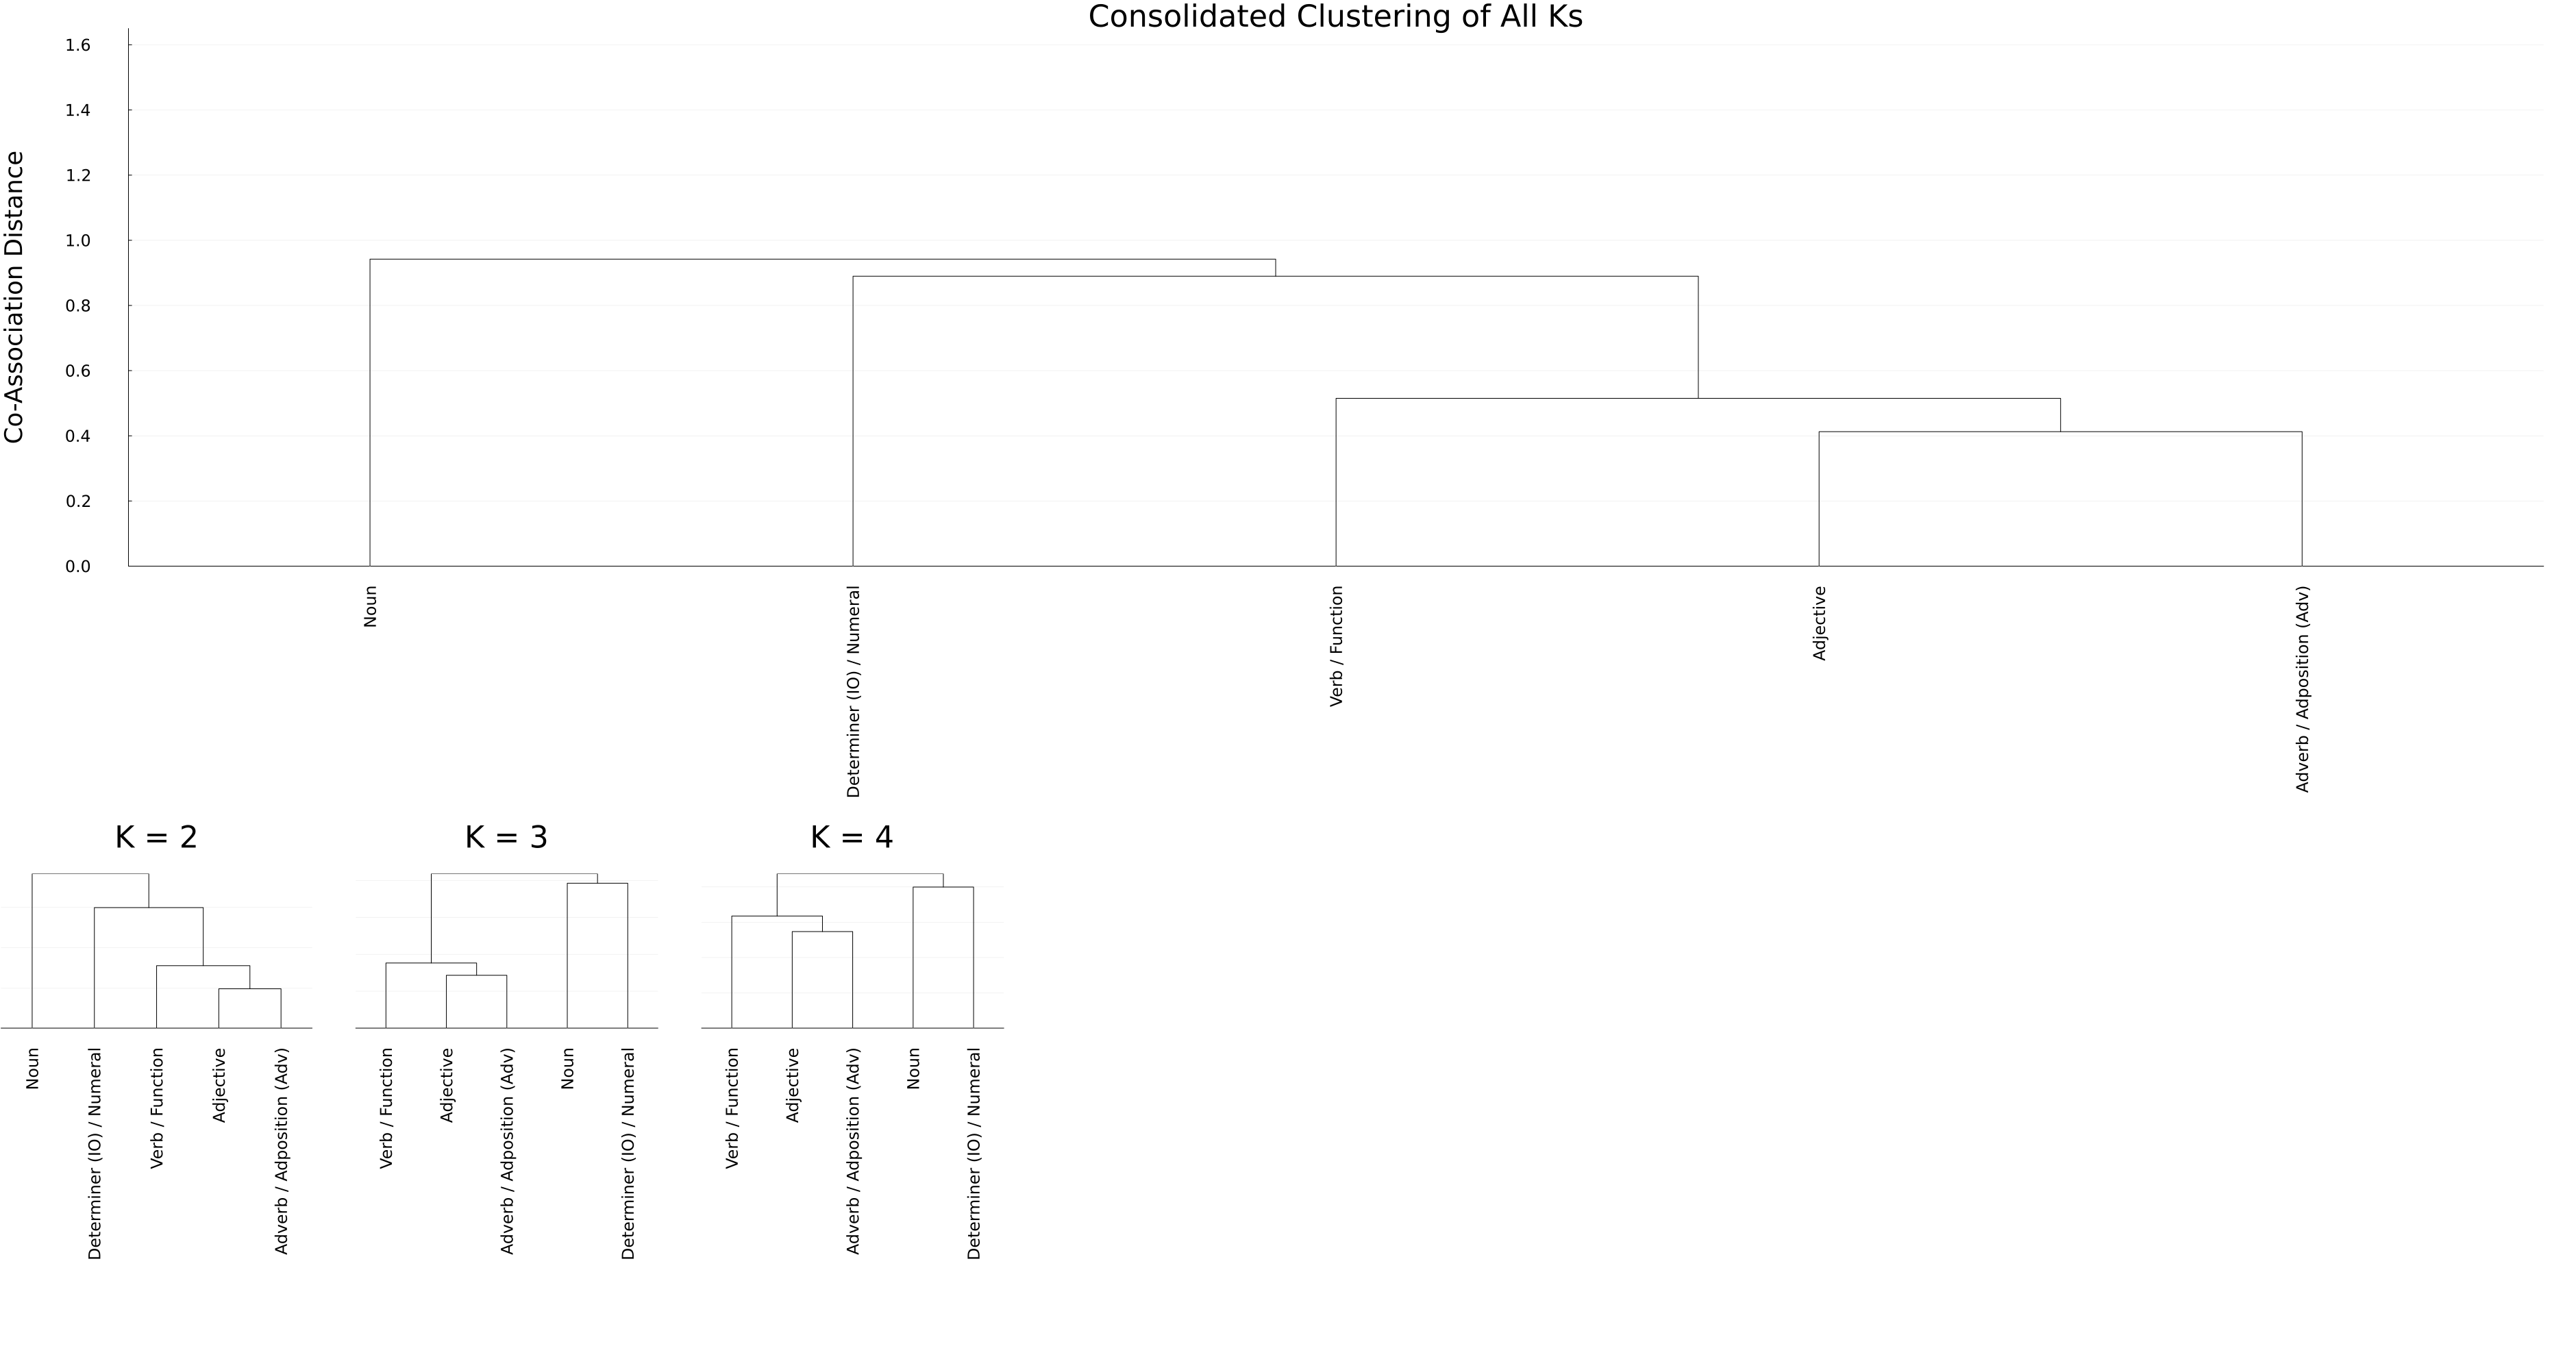 Consolidated Clustering of All Ks
Co-Association Distance
1.6
1.4
1.2
1.0
0.8
0.6
0.4
0.2
0.0
Noun
Determiner (IO) / Numeral
Verb / Function
Adjective
Adverb / Adposition (Adv)
K = 2
Noun
Determiner (IO) / Numeral
Verb / Function
Adjective
Adverb / Adposition (Adv)
K = 3
Verb / Function
Adjective
Adverb / Adposition (Adv)
Noun
Determiner (IO) / Numeral
K = 4
Verb / Function
Adjective
Adverb / Adposition (Adv)
Noun
Determiner (IO) / Numeral